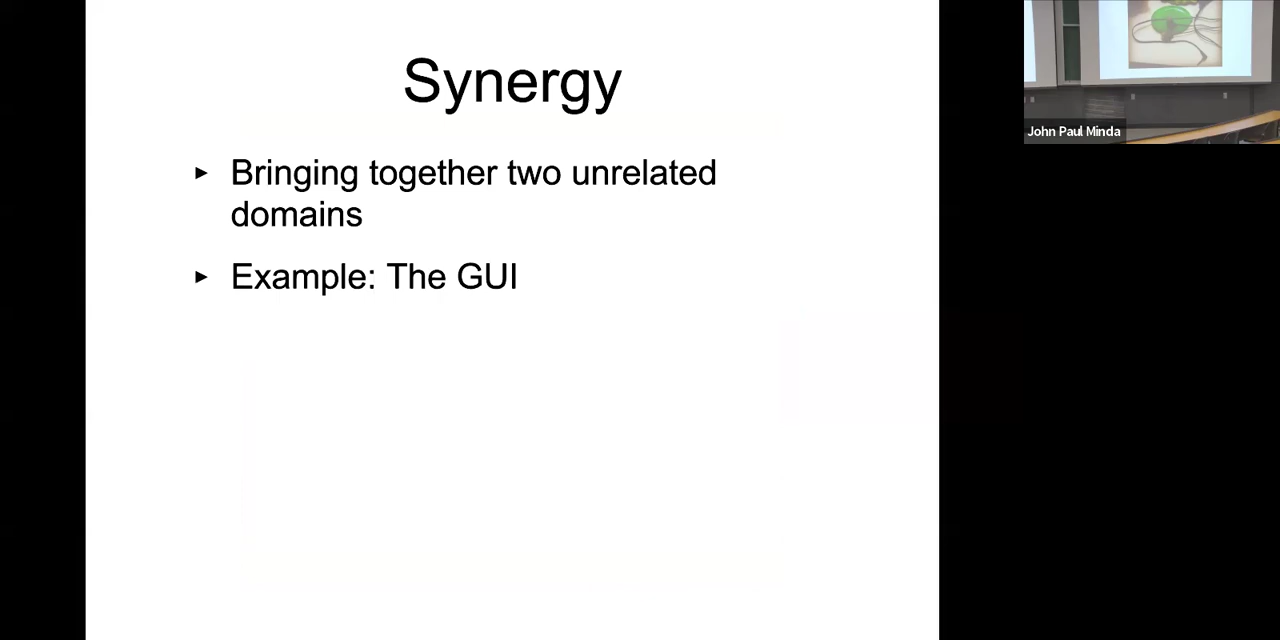 Synergy
▸ Bringing together two unrelated
domains
▸ Example: The GUI
John Paul Minda